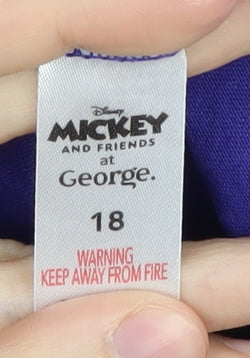 Disney
MICKEY
AND FRIENDS
at
George.
18
WARNING
KEEP AWAY FROM FIRE